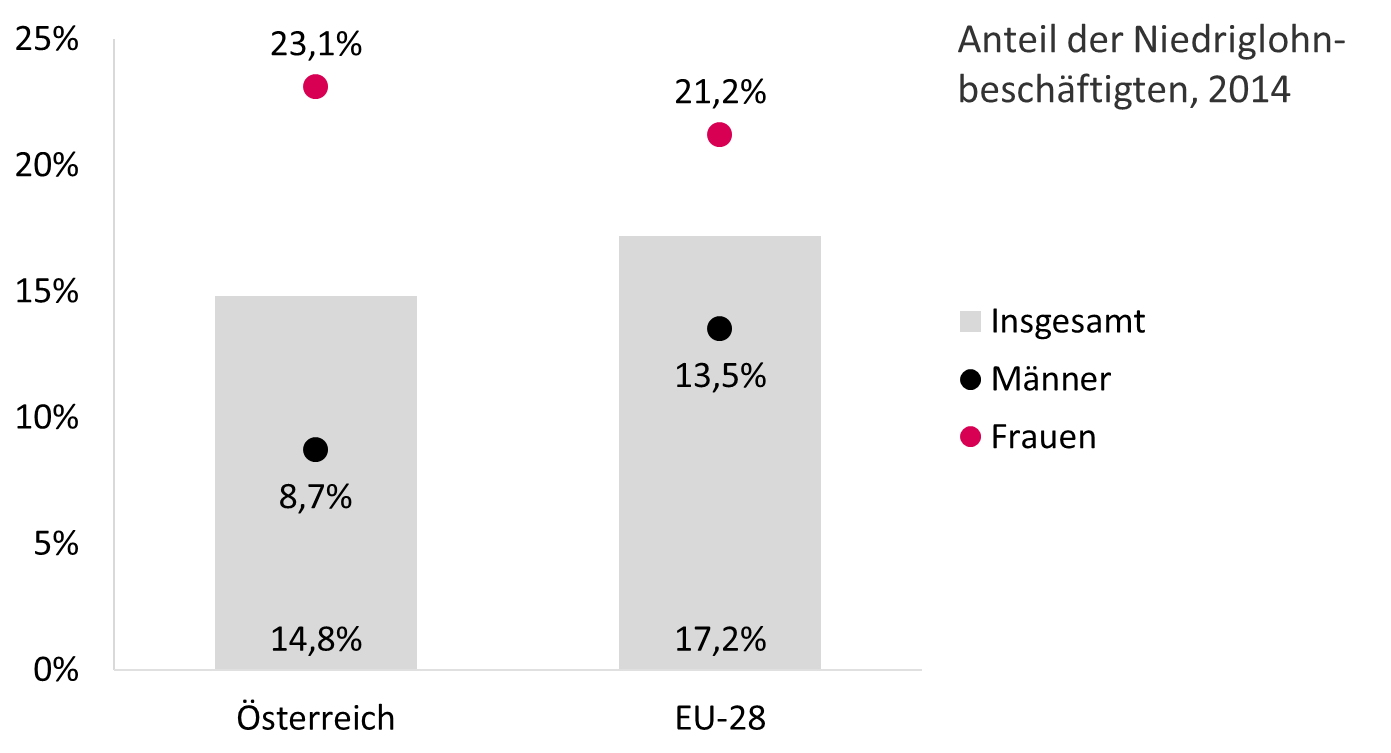 Anteil der Niedriglohn-
beschäftigten, 2014
25%
20%
15%
10%
5%
0%
23,1%
8,7%
14,8%
21,2%
13,5%
17,2%
Österreich
EU-28
Insgesamt
Männer
Frauen